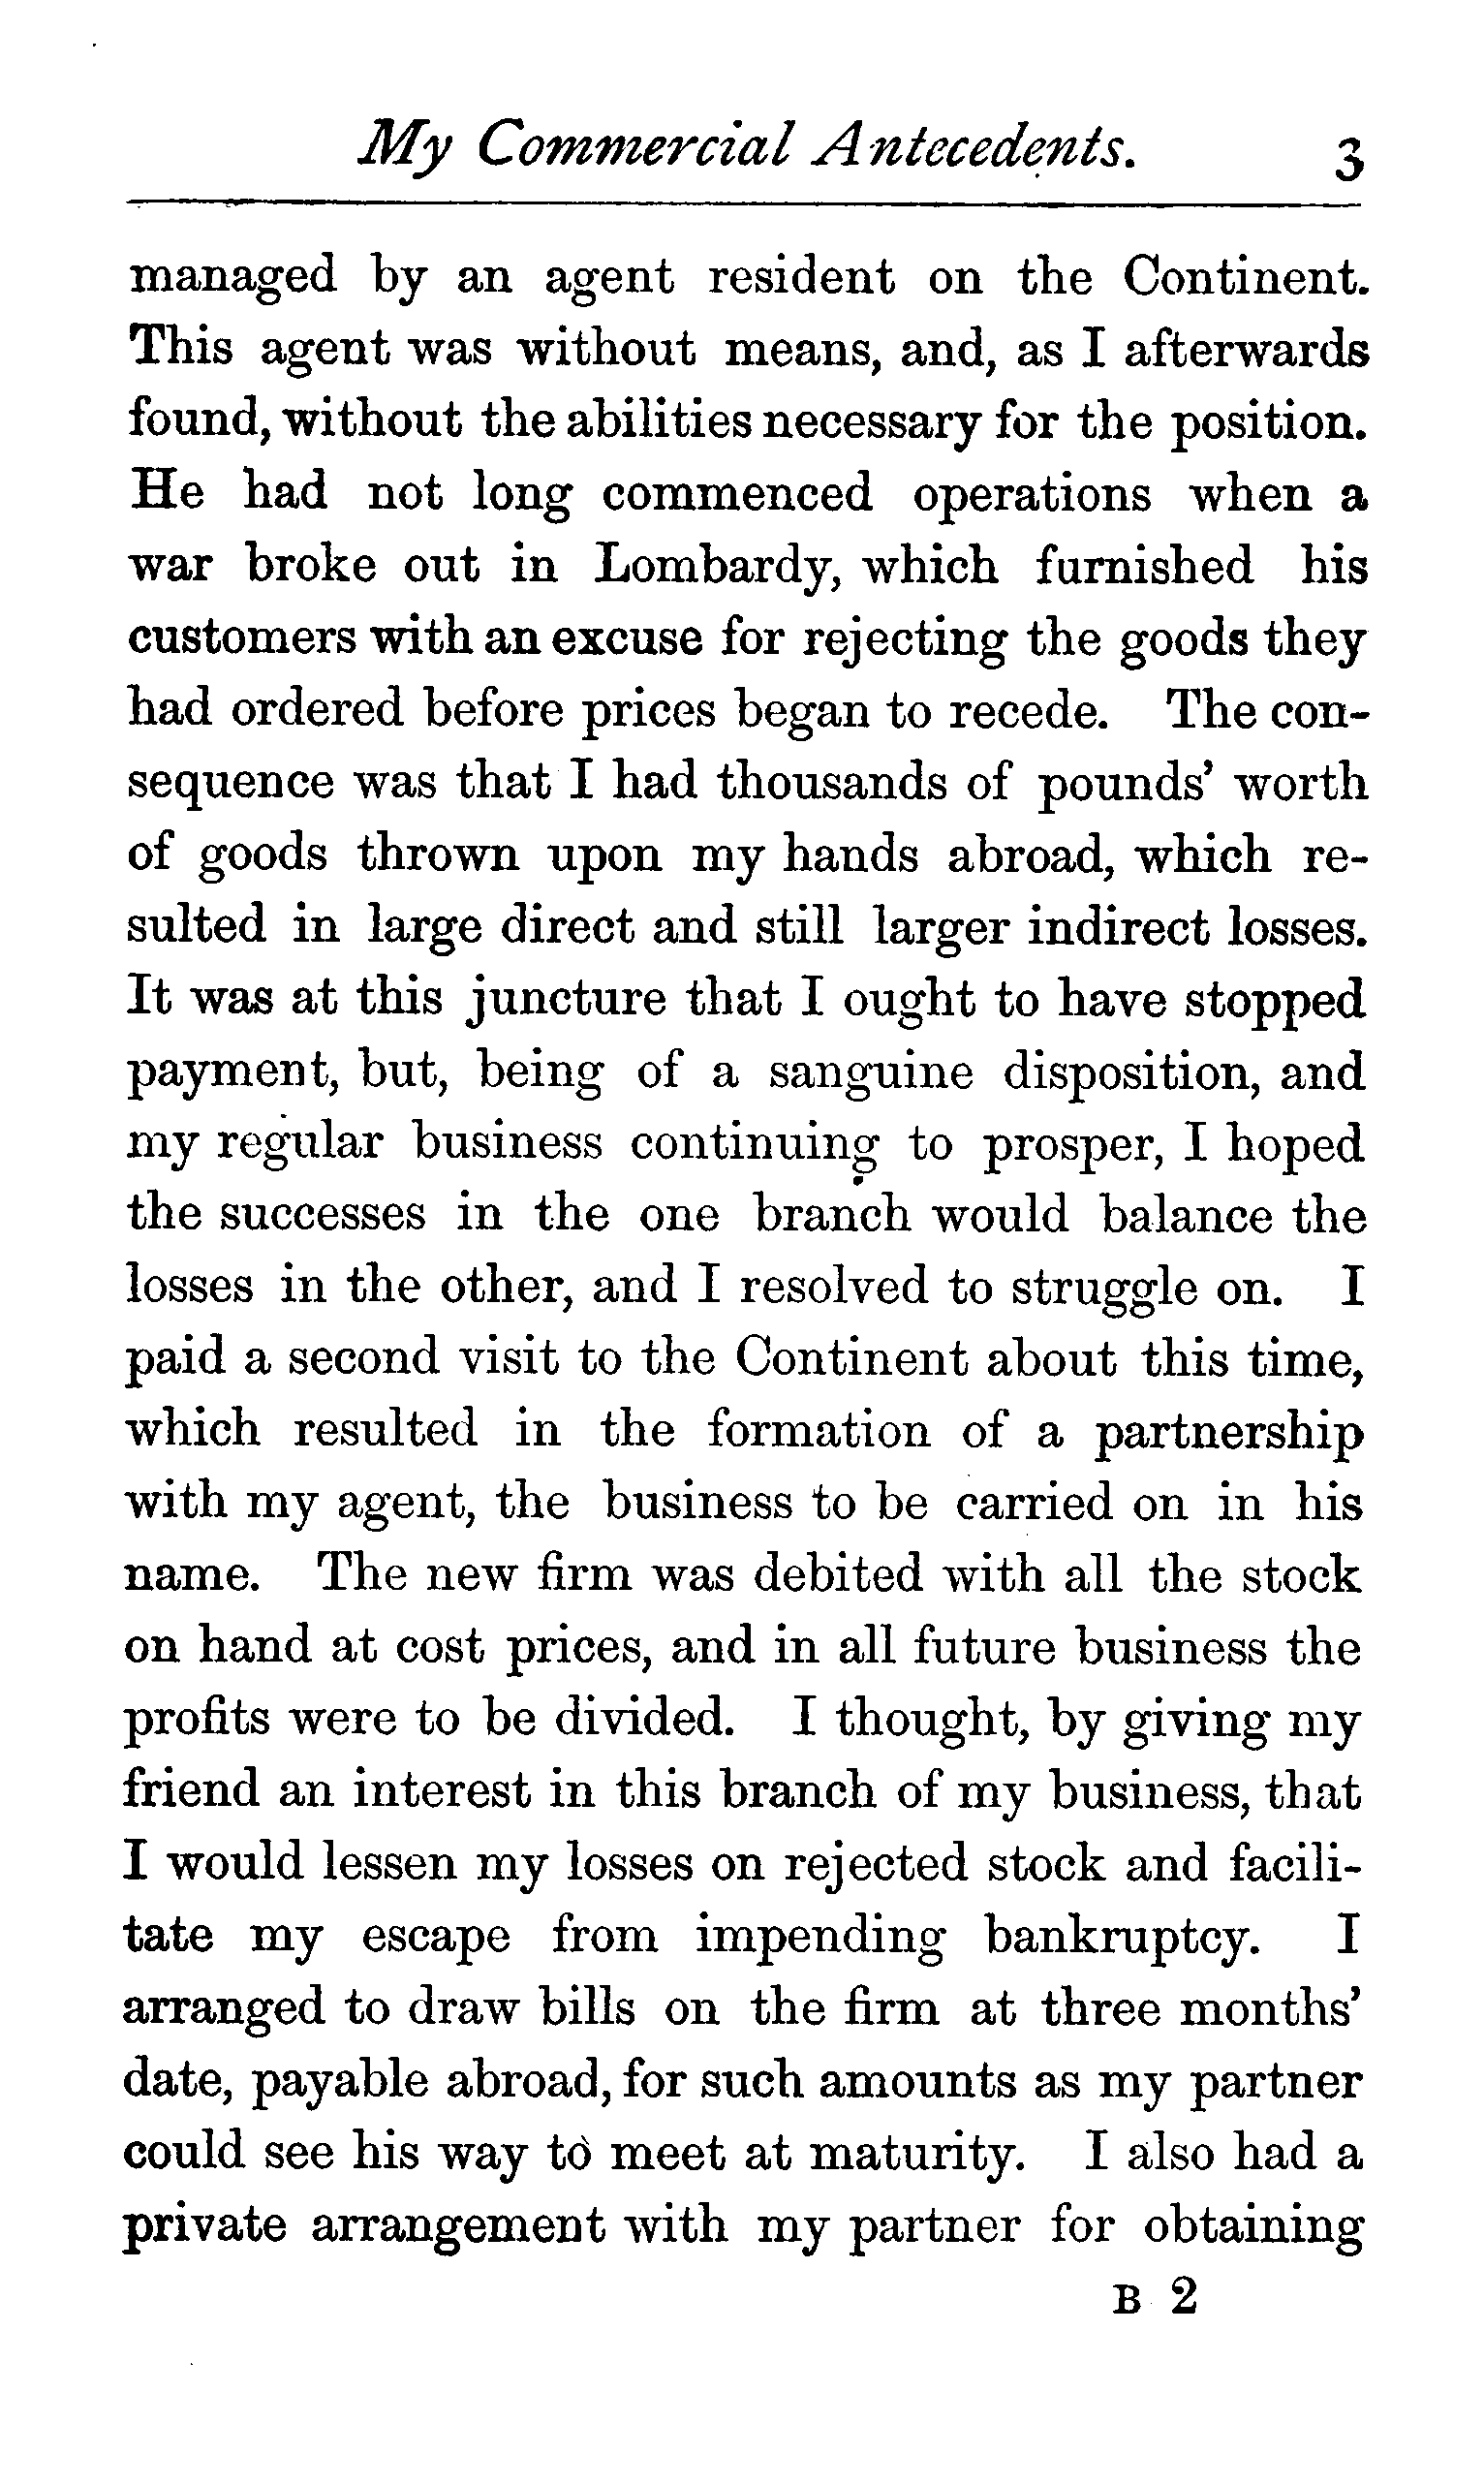 My Commercial Antecedents. 3
managed by an agent resident on the Continent.
This agent was without means, and, as I afterwards
found, without the abilities necessary for the position.
He had not long commenced operations when a
war broke out in Lombardy, which furnished his
customers with an excuse for rejecting the goods they
had ordered before prices began to recede. The con-
sequence was that I had thousands of pounds' worth
of goods thrown upon my hands abroad, which re-
sulted in large direct and still larger indirect losses.
It was at this juncture that I ought to have stopped
payment, but, being of a sanguine disposition, and
my regular business continuing to prosper, I hoped
the successes in the one branch would balance the
losses in the other, and I resolved to struggle on. I
paid a second visit to the Continent about this time,
which resulted in the formation of a partnership
with my agent, the business to be carried on in his
name. The new firm was debited with all the stock
on hand at cost prices, and in all future business the
profits were to be divided. I thought, by giving my
friend an interest in this branch of my business, that
I would lessen my losses on rejected stock and facili-
tate my escape from impending bankruptcy. I
arranged to draw bills on the firm at three months'
date, payable abroad, for such amounts as my partner
could see his way to meet at maturity. I also had a
private arrangement with my partner for obtaining
B 2